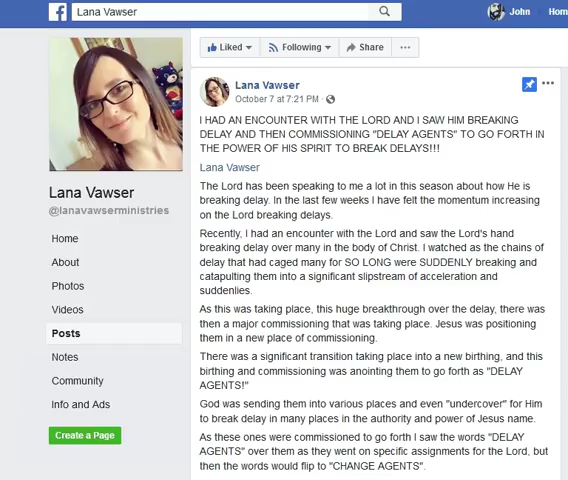 Lana Vawser
John
Hom
Liked
Following
Share
Lana Vawser
October 7 at 7:21 PM
I HAD AN ENCOUNTER WITH THE LORD AND I SAW HIM BREAKING
DELAY AND THEN COMMISSIONING "DELAY AGENTS" TO GO FORTH IN
THE POWER OF HIS SPIRIT TO BREAK DELAYS!!!
Lana Vawser
The Lord has been speaking to me a lot in this season about how He is
breaking delay. In the last few weeks I have felt the momentum increasing
on the Lord breaking delays.
Recently, I had an encounter with the Lord and saw the Lord's hand
breaking delay over many in the body of Christ. I watched as the chains of
delay that had caged many for SO LONG were SUDDENLY breaking and
catapulting them into a significant slipstream of acceleration and
suddenlies.
As this was taking place, this huge breakthrough over the delay, there was
then a major commissioning that was taking place. Jesus was positioning
them in a new place of commissioning.
There was a significant transition taking place into a new birthing, and this
birthing and commissioning was anointing them to go forth as "DELAY
AGENTS!"
God was sending them into various places and even "undercover" for Him
to break delay in many places in the authority and power of Jesus name.
As these ones were commissioned to go forth I saw the words "DELAY
AGENTS" over them as they went on specific assignments for the Lord, but
then the words would flip to "CHANGE AGENTS".
Lana Vawser
@lanavawserministries
Home
About
Photos
Videos
Posts
Notes
Community
Info and Ads
Create a Page